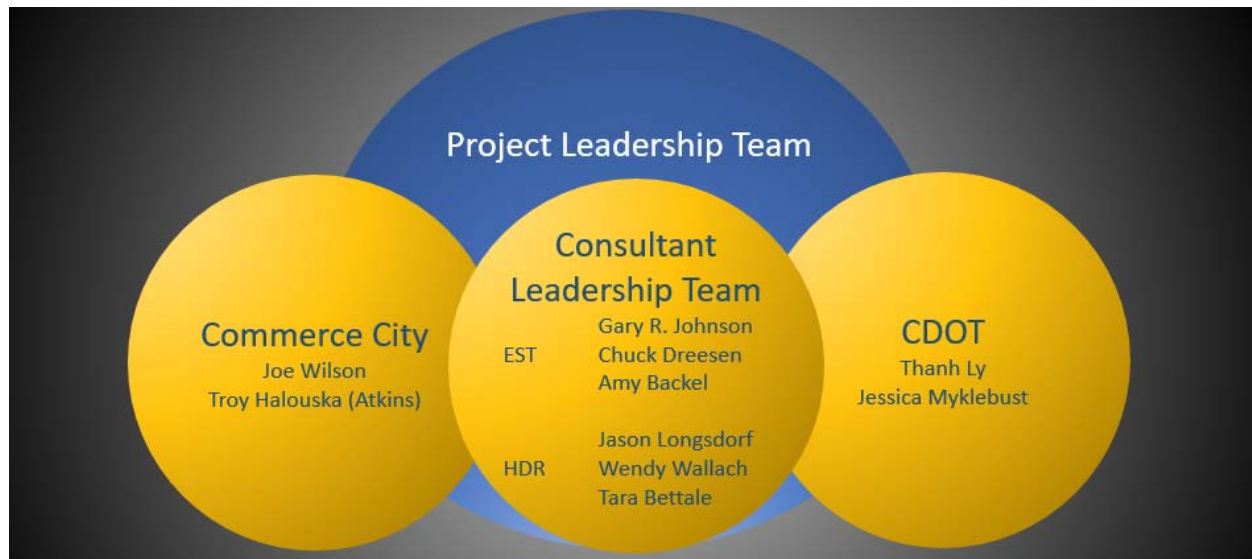 Project Leadership Team
Commerce City
Joe Wilson
Troy Halouska (Atkins)
Consultant
Leadership Team
Gary R. Johnson
EST Chuck Dreesen
Amy Backel
Jason Longsdorf
HDR Wendy Wallach
Tara Bettale
CDOT
Thanh Ly
Jessica Myklebust